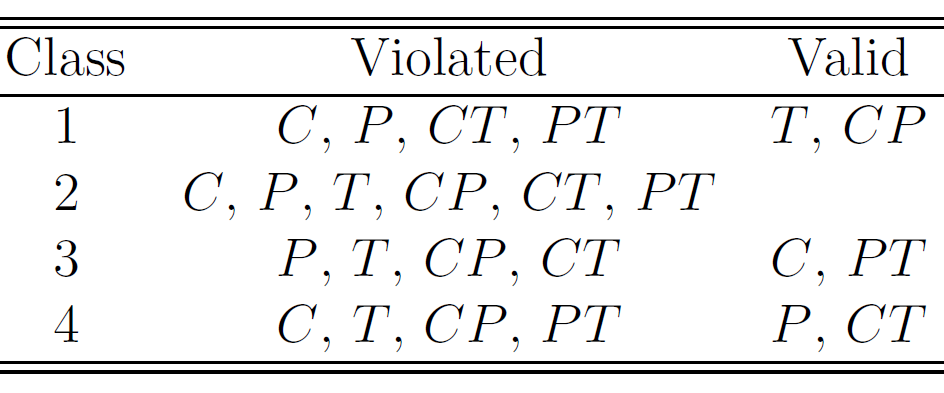 Class Violated Valid
1 C, P, CT, PT T, CP
2 C, P, T, CP, CT, PT
3 P, T, CP, CT C, PT
4 C, T, CP, PT P, CT